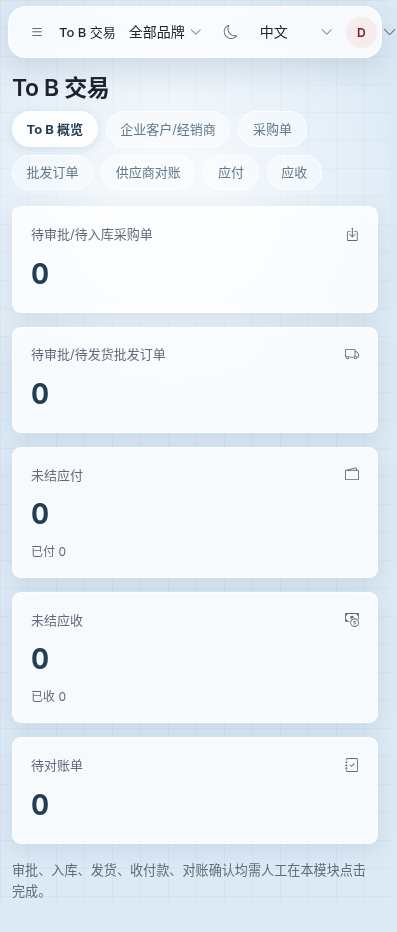 To B 交易 全部品牌 中文 D
To B 交易
To B 概览 企业客户/经销商 采购单
批发订单 供应商对账 应付 应收
待审批/待入库采购单
0
待审批/待发货批发订单
0
未结应付
0
已付 0
未结应收
0
已收 0
待对账单
0
审批、入库、发货、收付款、对账确认均需人工在本模块点击
完成。